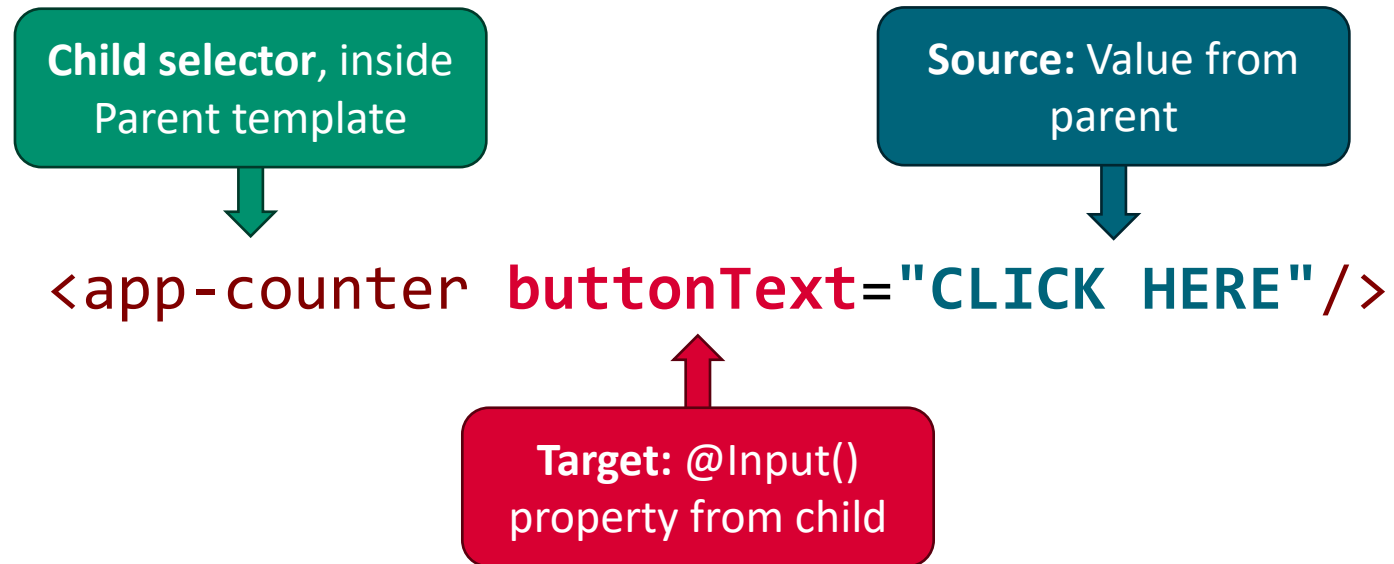 Child selector, inside
Parent template
Source: Value from
parent
<app-counter buttonText="CLICK HERE"/>
Target: @Input()
property from child